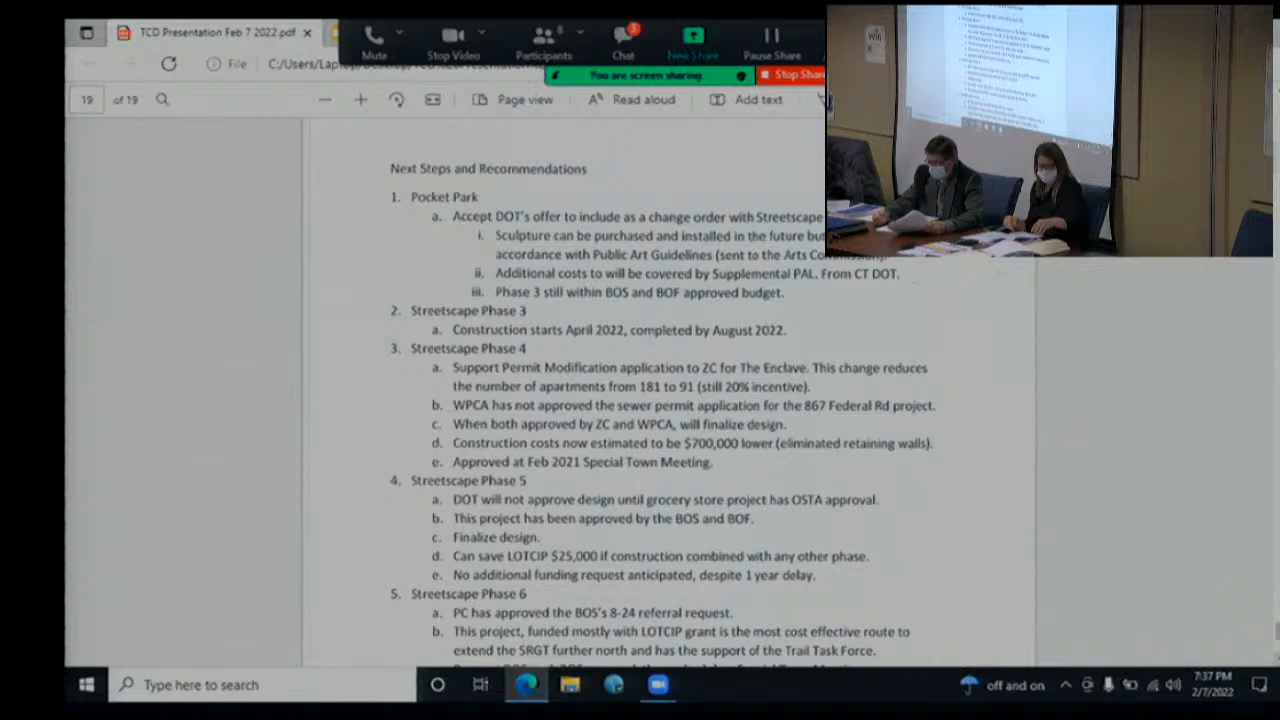 TCD Presentation Feb 7 2022.pdf
Mute
Stop Video
8
Participants
3
Chat
New Share
Pause Share
You are screen sharing
Stop Share
File
19 of 19
Page view
Read aloud
Add text
Next Steps and Recommendations
1. Pocket Park
a. Accept DOT's offer to include as a change order with Streetscape
i. Sculpture can be purchased and installed in the future but
accordance with Public Art Guidelines (sent to the Arts
ii. Additional costs to will be covered by Supplemental PAL. From CT DOT.
iii. Phase 3 still within BOS and BOF approved budget.
2. Streetscape Phase 3
a. Construction starts April 2022, completed by August 2022.
3. Streetscape Phase 4
a. Support Permit Modification application to ZC for The Enclave. This change reduces
the number of apartments from 181 to 91 (still 20% incentive).
b. WPCA has not approved the sewer permit application for the 867 Federal Rd project.
c. When both approved by ZC and WPCA, will finalize design.
d. Construction costs now estimated to be $700,000 lower (eliminated retaining walls).
e. Approved at Feb 2021 Special Town Meeting.
4. Streetscape Phase 5
a. DOT will not approve design until grocery store project has OSTA approval.
b. This project has been approved by the BOS and BOF.
c. Finalize design.
d. Can save LOTCIP $25,000 if construction combined with any other phase.
e. No additional funding request anticipated, despite 1 year delay.
5. Streetscape Phase 6
a. PC has approved the BOS's 8-24 referral request.
b. This project, funded mostly with LOTCIP grant is the most cost effective route to
extend the SRGT further north and has the support of the Trail Task Force.
Type here to search
off and on
7:37 PM
2/7/2022